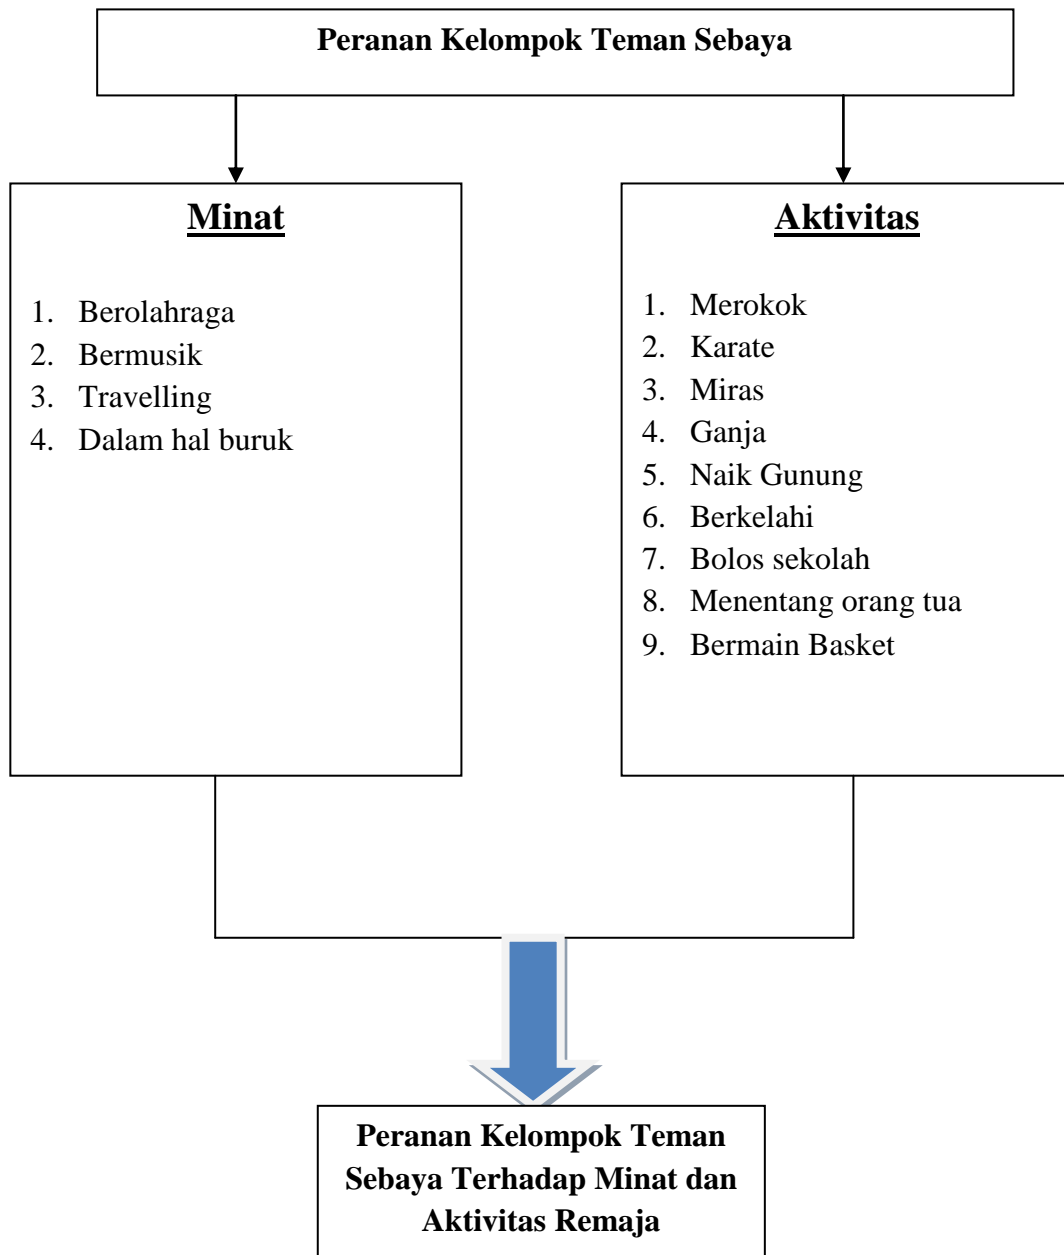 Peranan Kelompok Teman Sebaya
Minat
1. Berolahraga
2. Bermusik
3. Travelling
4. Dalam hal buruk
Aktivitas
1. Merokok
2. Karate
3. Miras
4. Ganja
5. Naik Gunung
6. Berkelahi
7. Bolos sekolah
8. Menentang orang tua
9. Bermain Basket
Peranan Kelompok Teman
Sebaya Terhadap Minat dan
Aktivitas Remaja